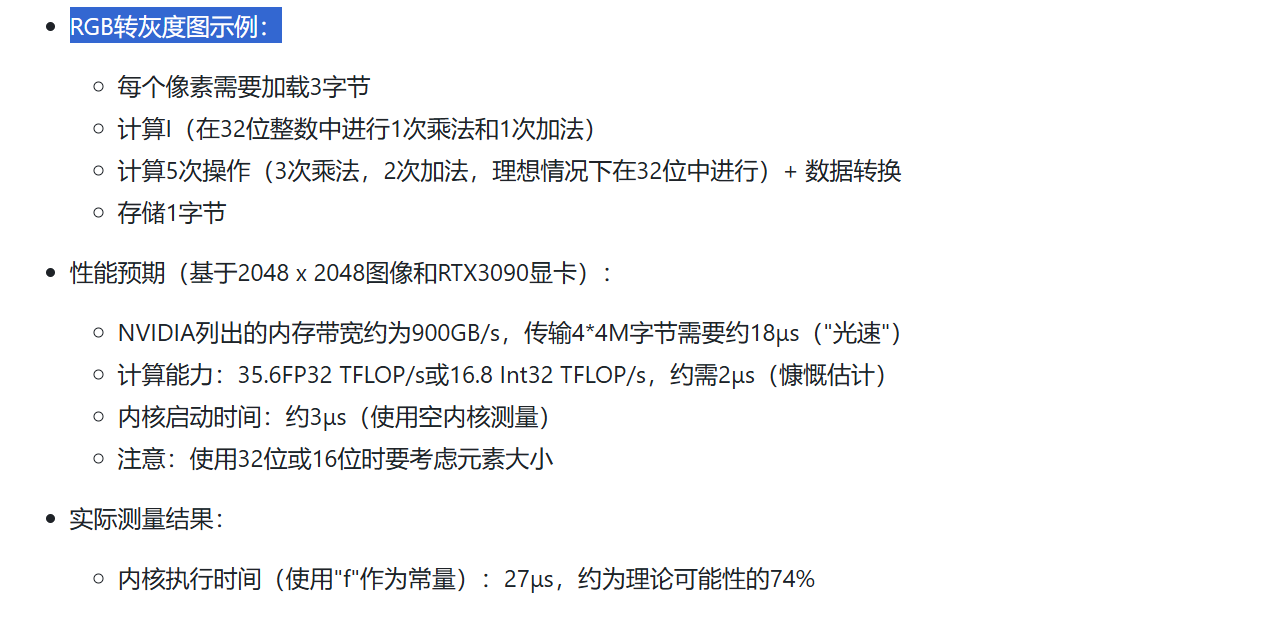 RGB转灰度图示例：
每个像素需要加载3字节
计算I（在32位整数中进行1次乘法和1次加法）
计算5次操作（3次乘法，2次加法，理想情况下在32位中进行）+ 数据转换
存储1字节
性能预期（基于2048 x 2048图像和RTX3090显卡）：
NVIDIA列出的内存带宽约为900GB/s，传输4*4M字节需要约18μs（"光速"）
计算能力：35.6FP32 TFLOP/s或16.8 Int32 TFLOP/s，约需2μs（慷慨估计）
内核启动时间：约3μs（使用空内核测量）
注意：使用32位或16位时要考虑元素大小
实际测量结果：
内核执行时间（使用"f"作为常量）：27μs，约为理论可能性的74%